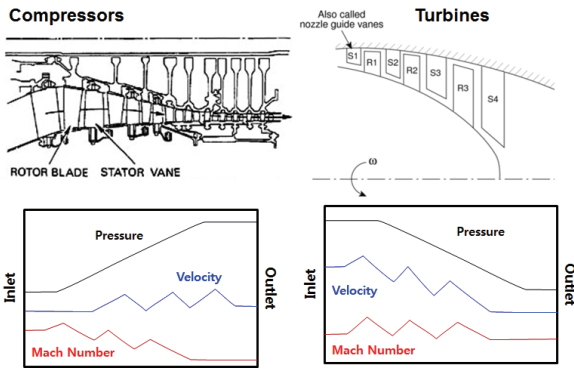 Compressors
Turbines
Also called
nozzle guide vanes
S1
R1
S2
R2
S3
R3
S4
ω
ROTOR BLADE STATOR VANE
Pressure
Velocity
Mach Number
Inlet
Outlet
Pressure
Velocity
Mach Number
Inlet
Outlet